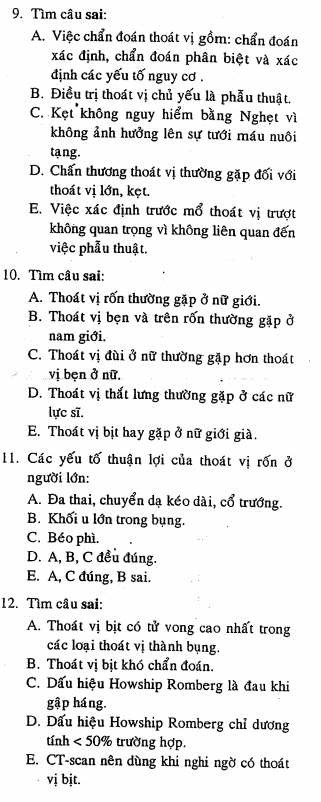 9. Tìm câu sai:
A. Việc chẩn đoán thoát vị gồm: chẩn đoán
xác định, chẩn đoán phân biệt và xác
định các yếu tố nguy cơ .
B. Điều trị thoát vị chủ yếu là phẫu thuật.
C. Kẹt không nguy hiểm bằng Nghẹt vì
không ảnh hưởng lên sự tưới máu nuôi
tạng.
D. Chấn thương thoát vị thường gặp đối với
thoát vị lớn, kẹt.
E. Việc xác định trước mổ thoát vị trượt
không quan trọng vì không liên quan đến
việc phẫu thuật.
10. Tìm câu sai:
A. Thoát vị rốn thường gặp ở nữ giới.
B. Thoát vị bẹn và trên rốn thường gặp ở
nam giới.
C. Thoát vị đùi ở nữ thường gặp hơn thoát
vị bẹn ở nữ.
D. Thoát vị thắt lưng thường gặp ở các nữ
lực sĩ.
E. Thoát vị bịt hay gặp ở nữ giới già.
11. Các yếu tố thuận lợi của thoát vị rốn ở
người lớn:
A. Đa thai, chuyển dạ kéo dài, cổ trướng.
B. Khối u lớn trong bụng.
C. Béo phì.
D. A, B, C đều đúng.
E. A, C đúng, B sai.
12. Tìm câu sai:
A. Thoát vị bịt có tử vong cao nhất trong
các loại thoát vị thành bụng.
B. Thoát vị bịt khó chẩn đoán.
C. Dấu hiệu Howship Romberg là đau khi
gập háng.
D. Dấu hiệu Howship Romberg chỉ dương
tính < 50% trường hợp.
E. CT-scan nên dùng khi nghi ngờ có thoát
vị bịt.